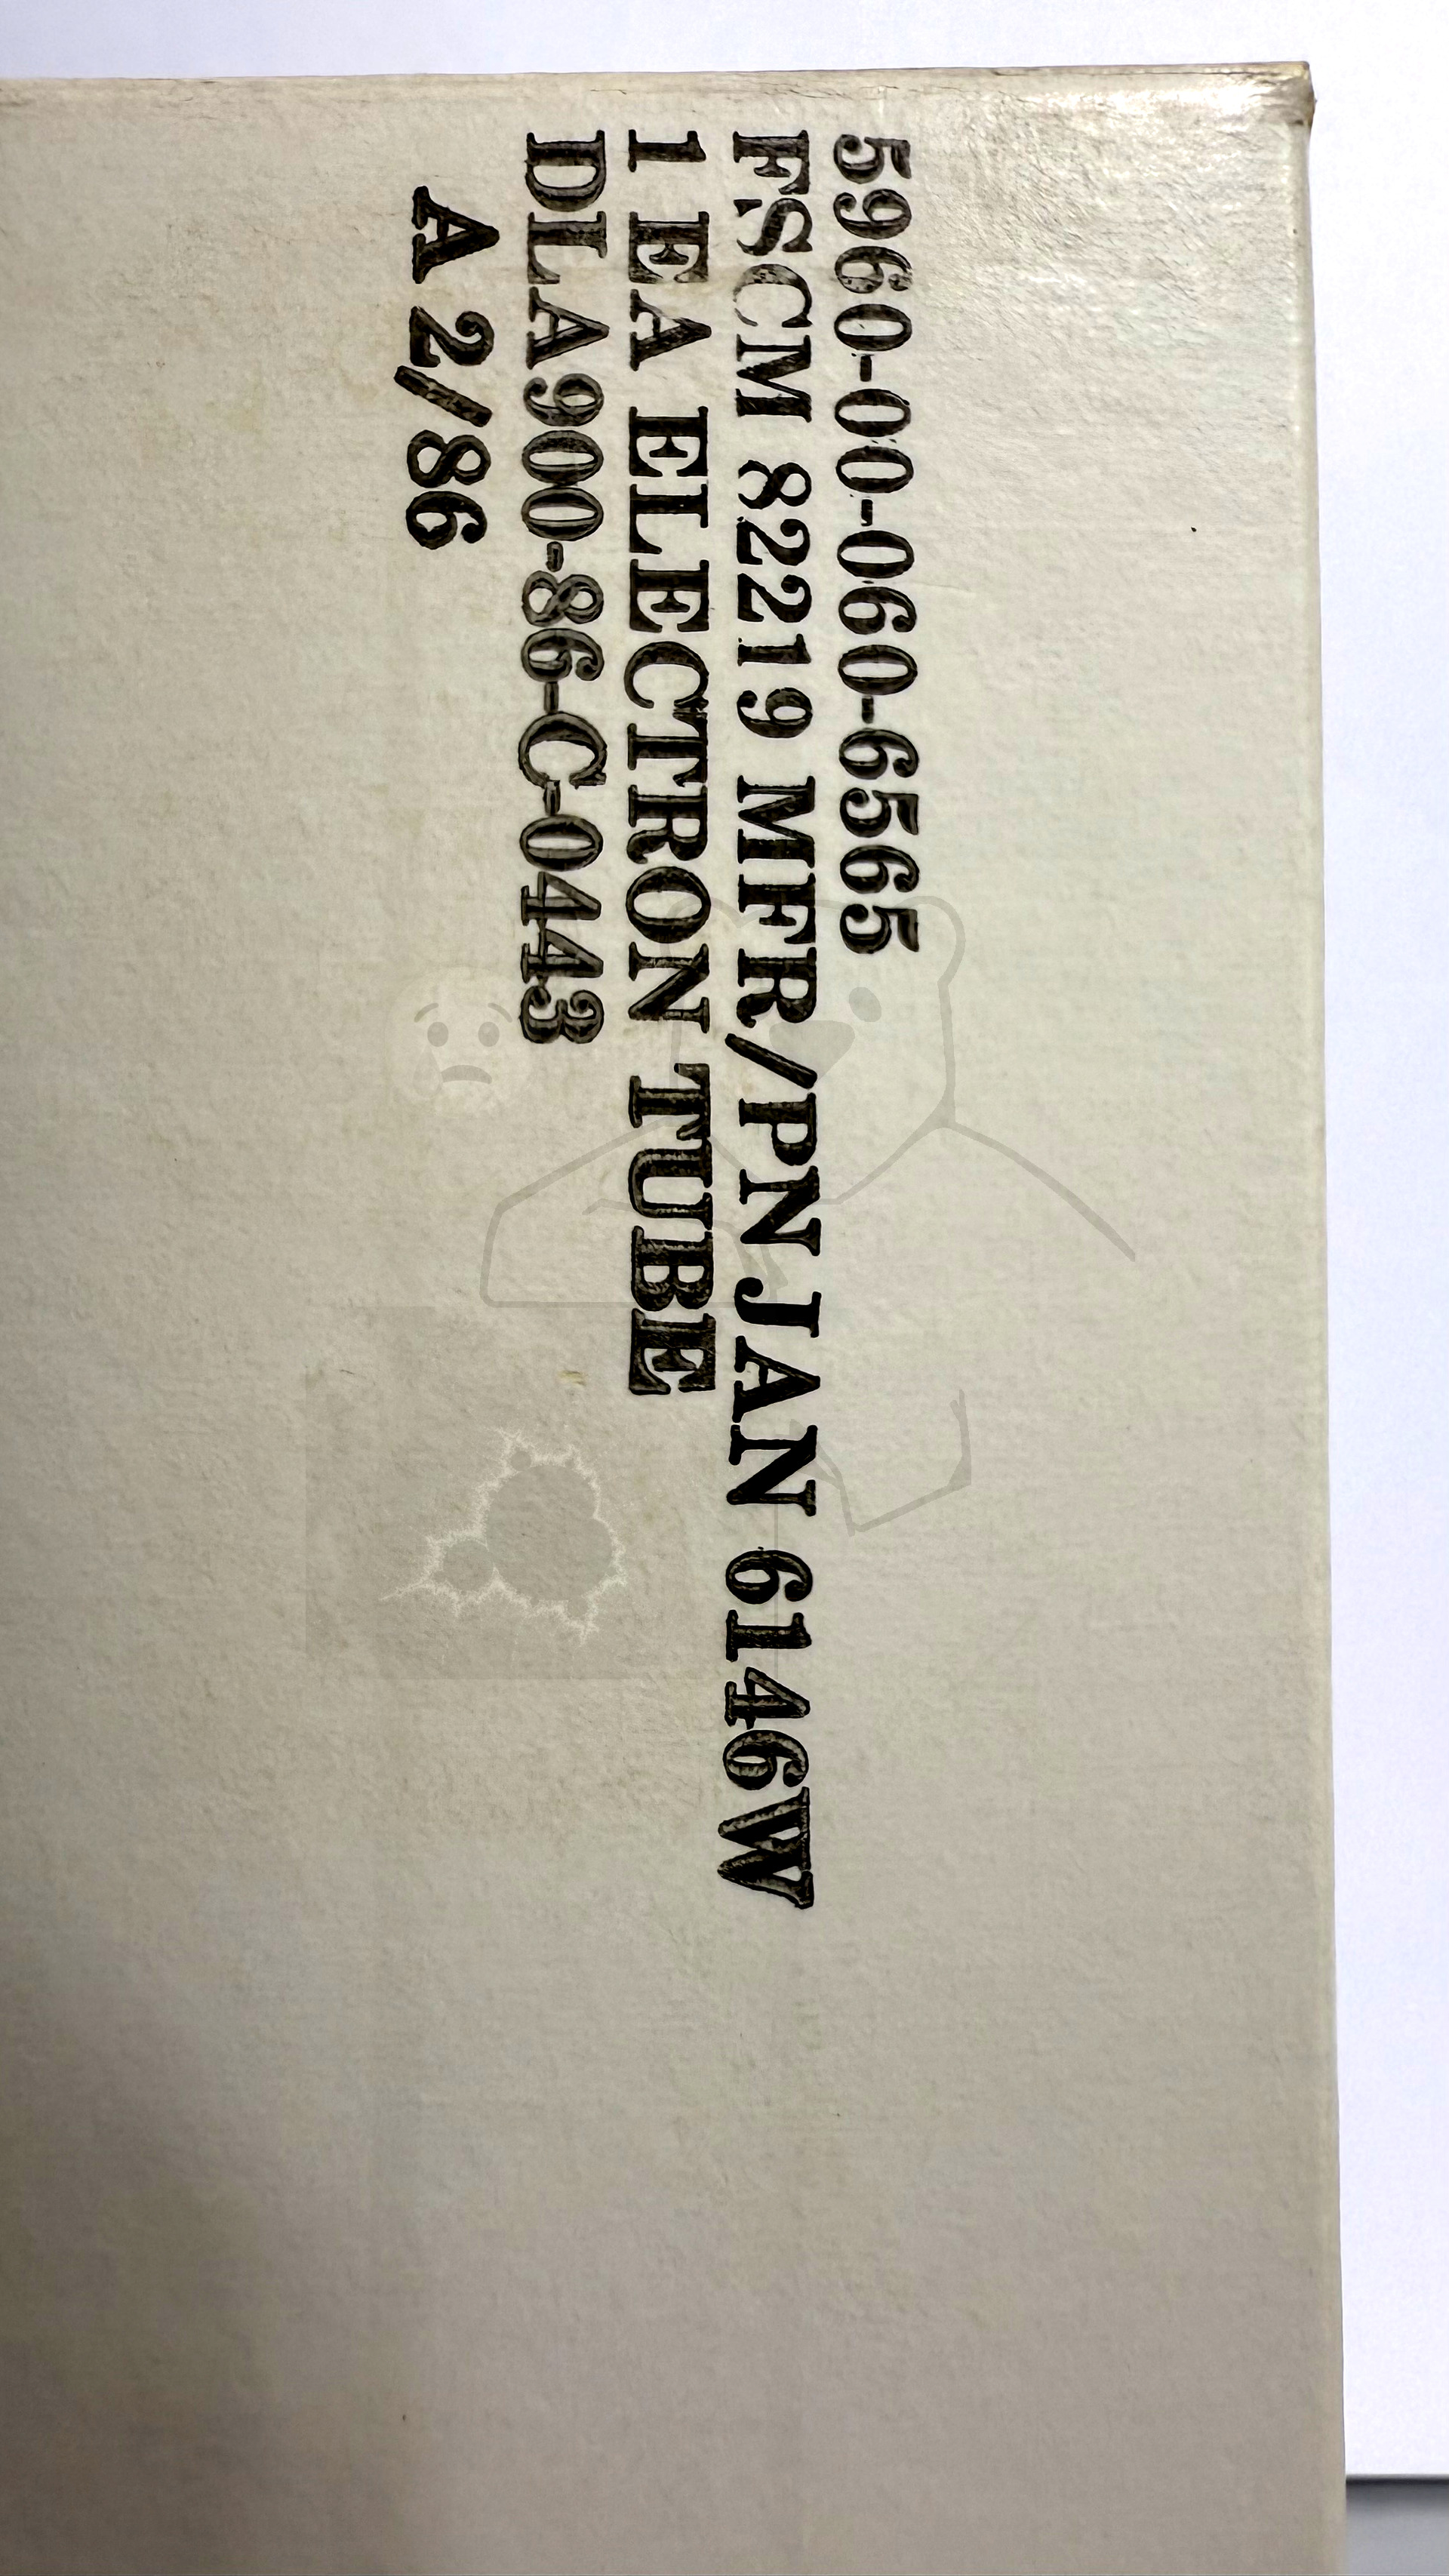 5960-00-060-6565
FSCM 82219 MFR/PN JAN 6146W
1 EA ELECTRON TUBE
DLA900-86-C-0443
A 2/86